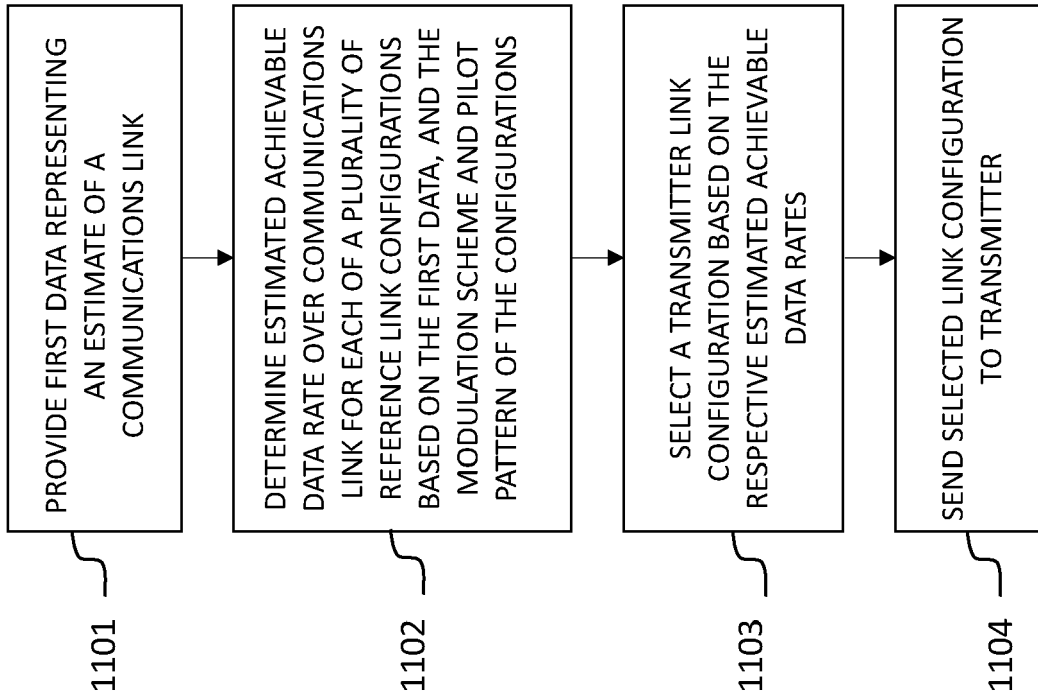 1101
PROVIDE FIRST DATA REPRESENTING
AN ESTIMATE OF A
COMMUNICATIONS LINK
1102
DETERMINE ESTIMATED ACHIEVABLE
DATA RATE OVER COMMUNICATIONS
LINK FOR EACH OF A PLURALITY OF
REFERENCE LINK CONFIGURATIONS
BASED ON THE FIRST DATA, AND THE
MODULATION SCHEME AND PILOT
PATTERN OF THE CONFIGURATIONS
1103
SELECT A TRANSMITTER LINK
CONFIGURATION BASED ON THE
RESPECTIVE ESTIMATED ACHIEVABLE
DATA RATES
1104
SEND SELECTED LINK CONFIGURATION
TO TRANSMITTER